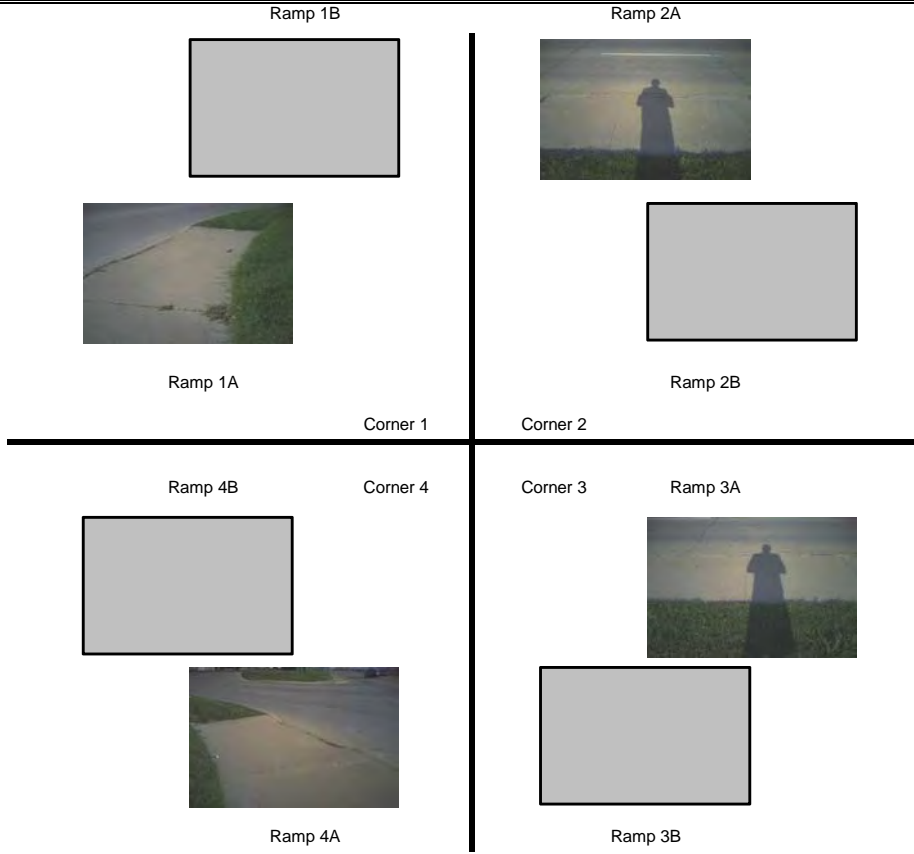 Ramp 1B Ramp 2A
Ramp 1A Ramp 2B
Corner 1 Corner 2
Ramp 4B Corner 4 Corner 3 Ramp 3A
Ramp 4A Ramp 3B